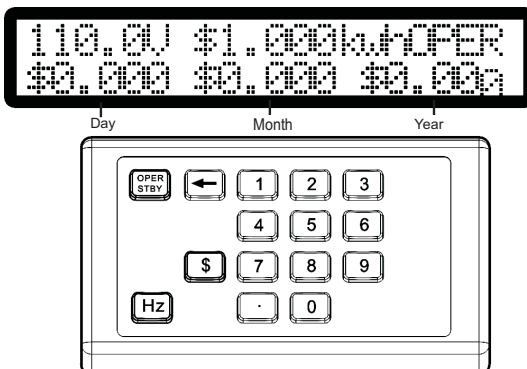 110.0V $1.000kwhOPER
$0.000 $0.000 $0.000
Day Month Year
OPER STBY ← 1 2 3
4 5 6
$ 7 8 9
Hz . 0